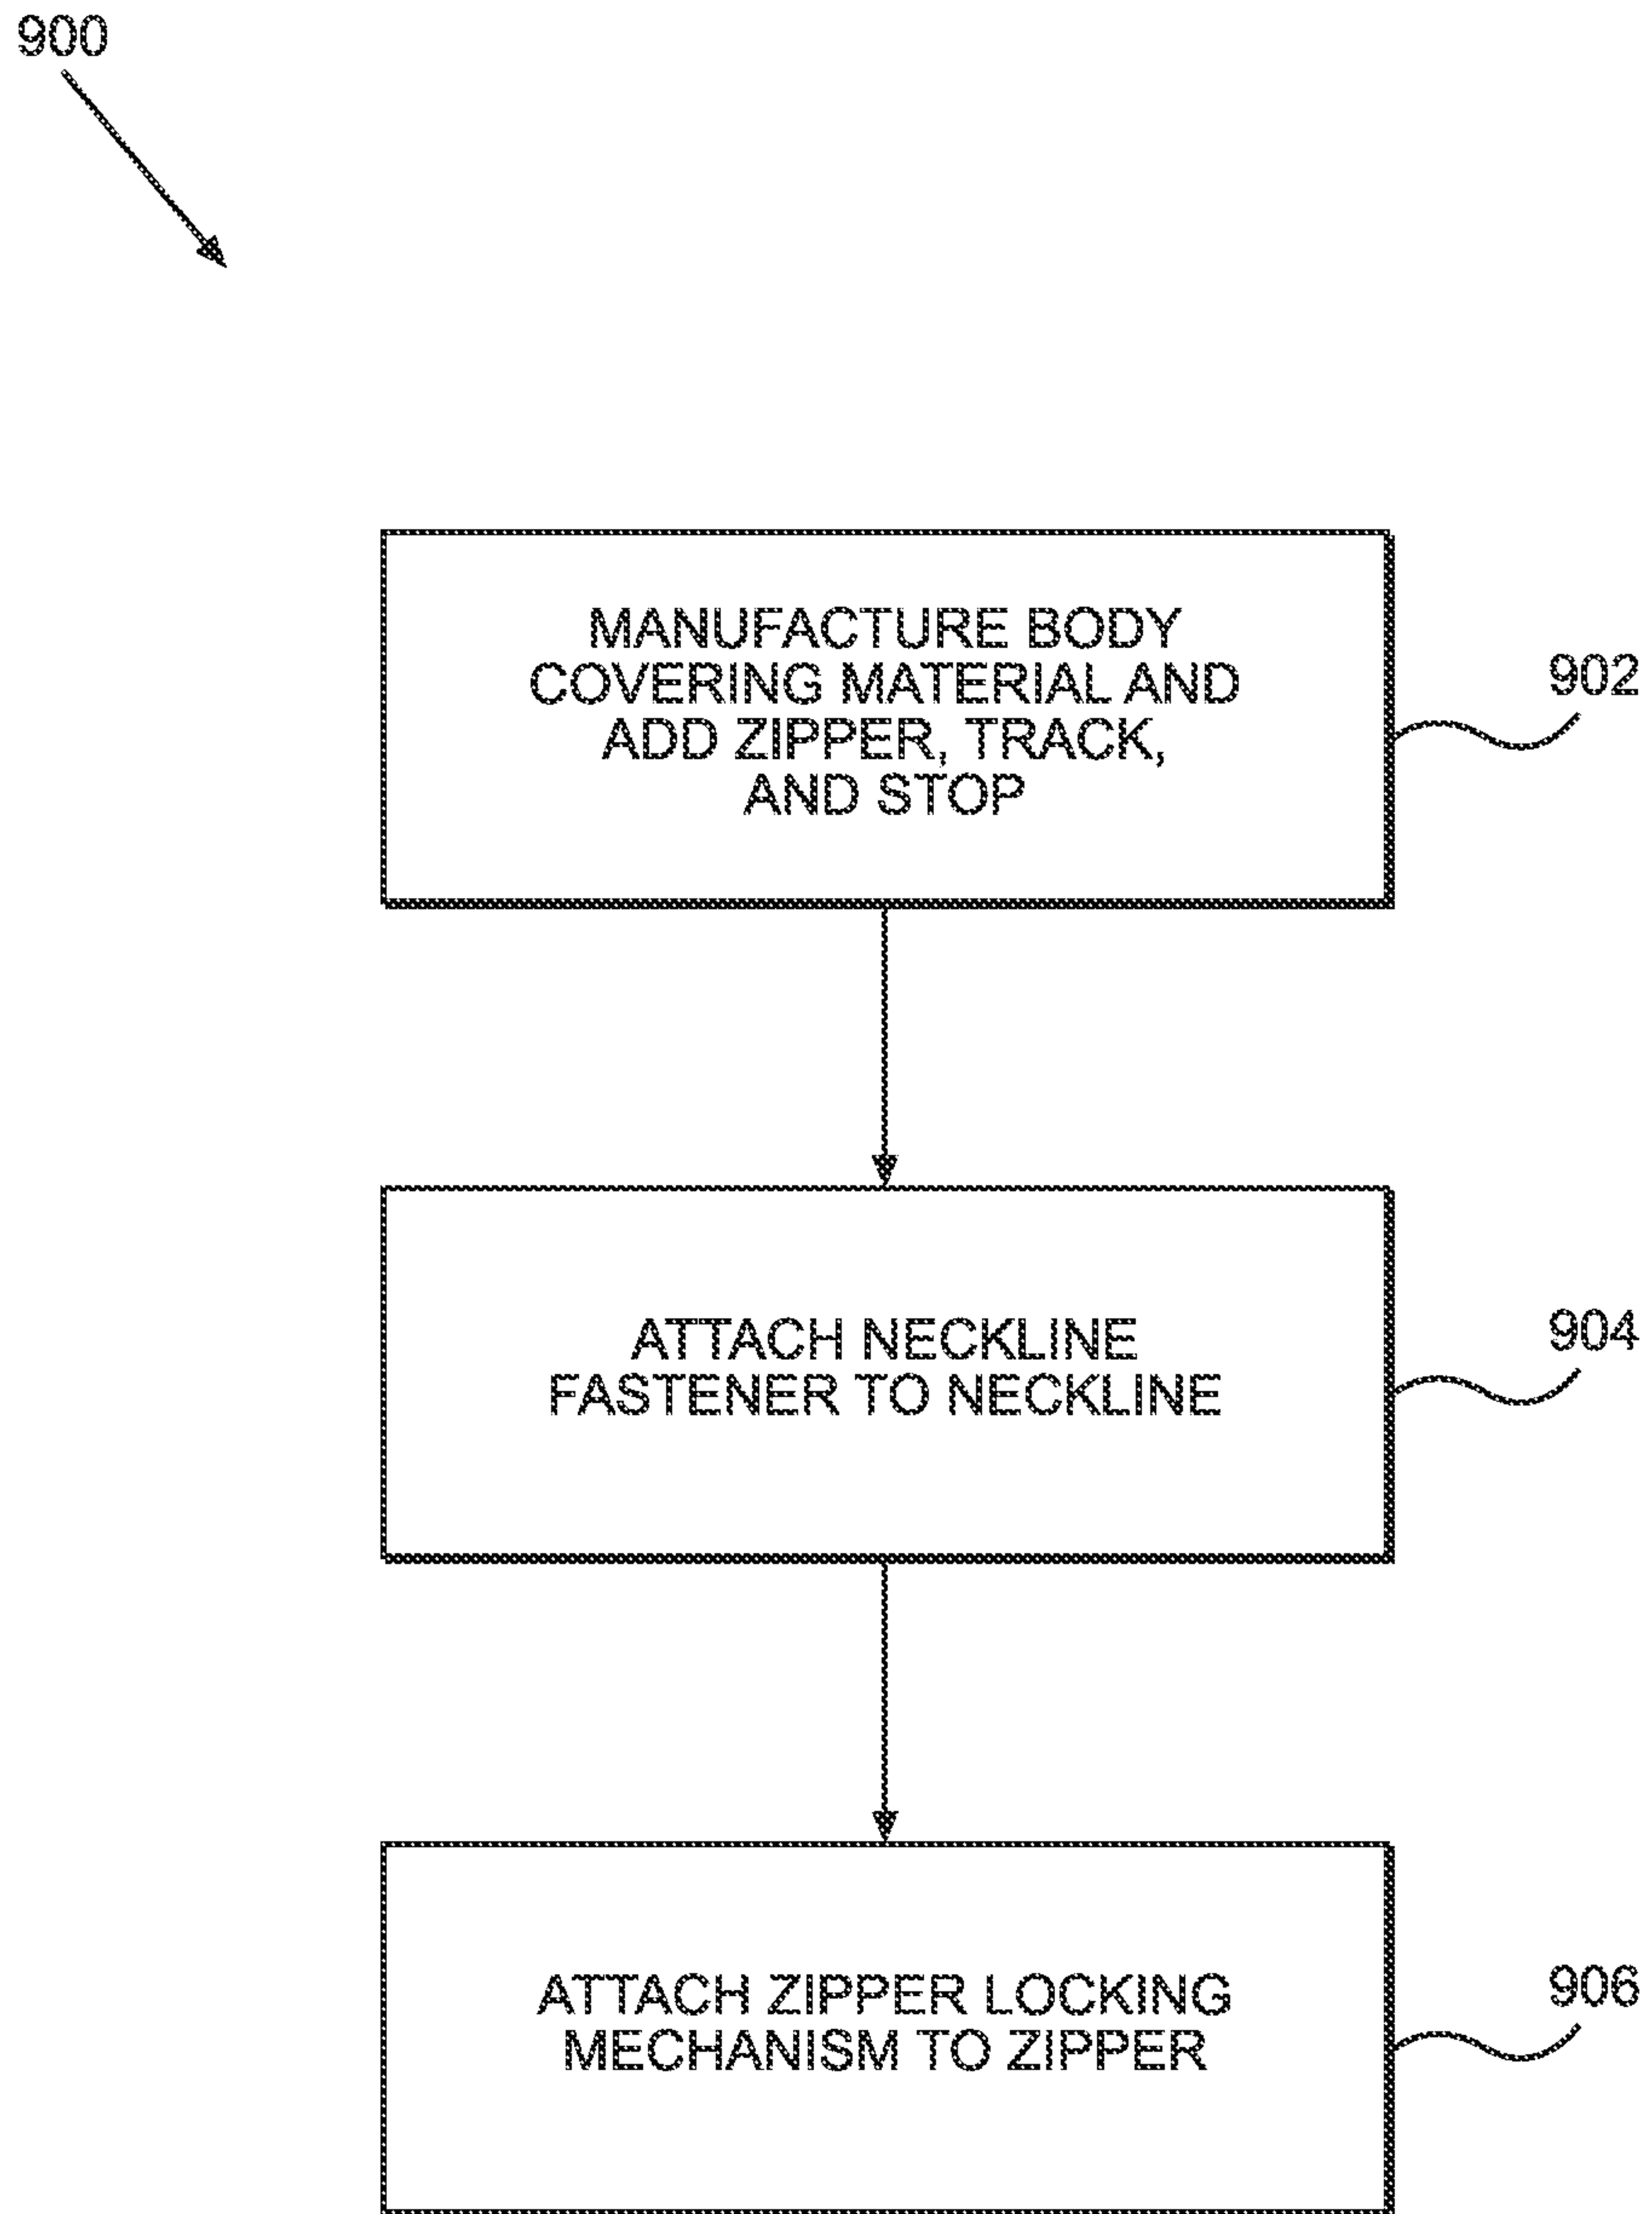 900
MANUFACTURE BODY
COVERING MATERIAL AND
ADD ZIPPER, TRACK,
AND STOP
902
ATTACH NECKLINE
FASTENER TO NECKLINE
904
ATTACH ZIPPER LOCKING
MECHANISM TO ZIPPER
906